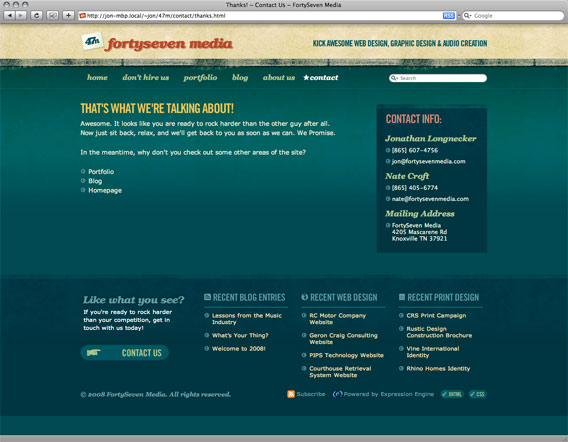 Thanks! ~ Contact Us ~ FortySeven Media
http://jon-mbp.local/~jon/47m/contact/thanks.html
RSS
Google
47m
fortyseven media
KICK AWESOME WEB DESIGN, GRAPHIC DESIGN & AUDIO CREATION
home don't hire us portfolio blog about us ★contact
Search
THAT'S WHAT WE'RE TALKING ABOUT!
Awesome. It looks like you are ready to rock harder than the other guy after all.
Now just sit back, relax, and we'll get back to you as soon as we can. We Promise.
In the meantime, why don't you check out some other areas of the site?
Portfolio
Blog
Homepage
CONTACT INFO:
Jonathan Longnecker
(865) 607-4756
jon@fortysevenmedia.com
Nate Croft
(865) 405-6774
nate@fortysevenmedia.com
Mailing Address
FortySeven Media
4205 Mascarene Rd
Knoxville TN 37921
Like what you see?
If you're ready to rock harder
than your competition, get in
touch with us today!
CONTACT US
RECENT BLOG ENTRIES
Lessons from the Music
Industry
What's Your Thing?
Welcome to 2008!
RECENT WEB DESIGN
RC Motor Company
Website
Geron Craig Consulting
Website
PIPS Technology Website
Courthouse Retrieval
System Website
RECENT PRINT DESIGN
CRS Print Campaign
Rustic Design
Construction Brochure
Vine International
Identity
Rhino Homes Identity
© 2008 FortySeven Media. All rights reserved.
Subscribe
Powered by Expression Engine
XHTML
CSS